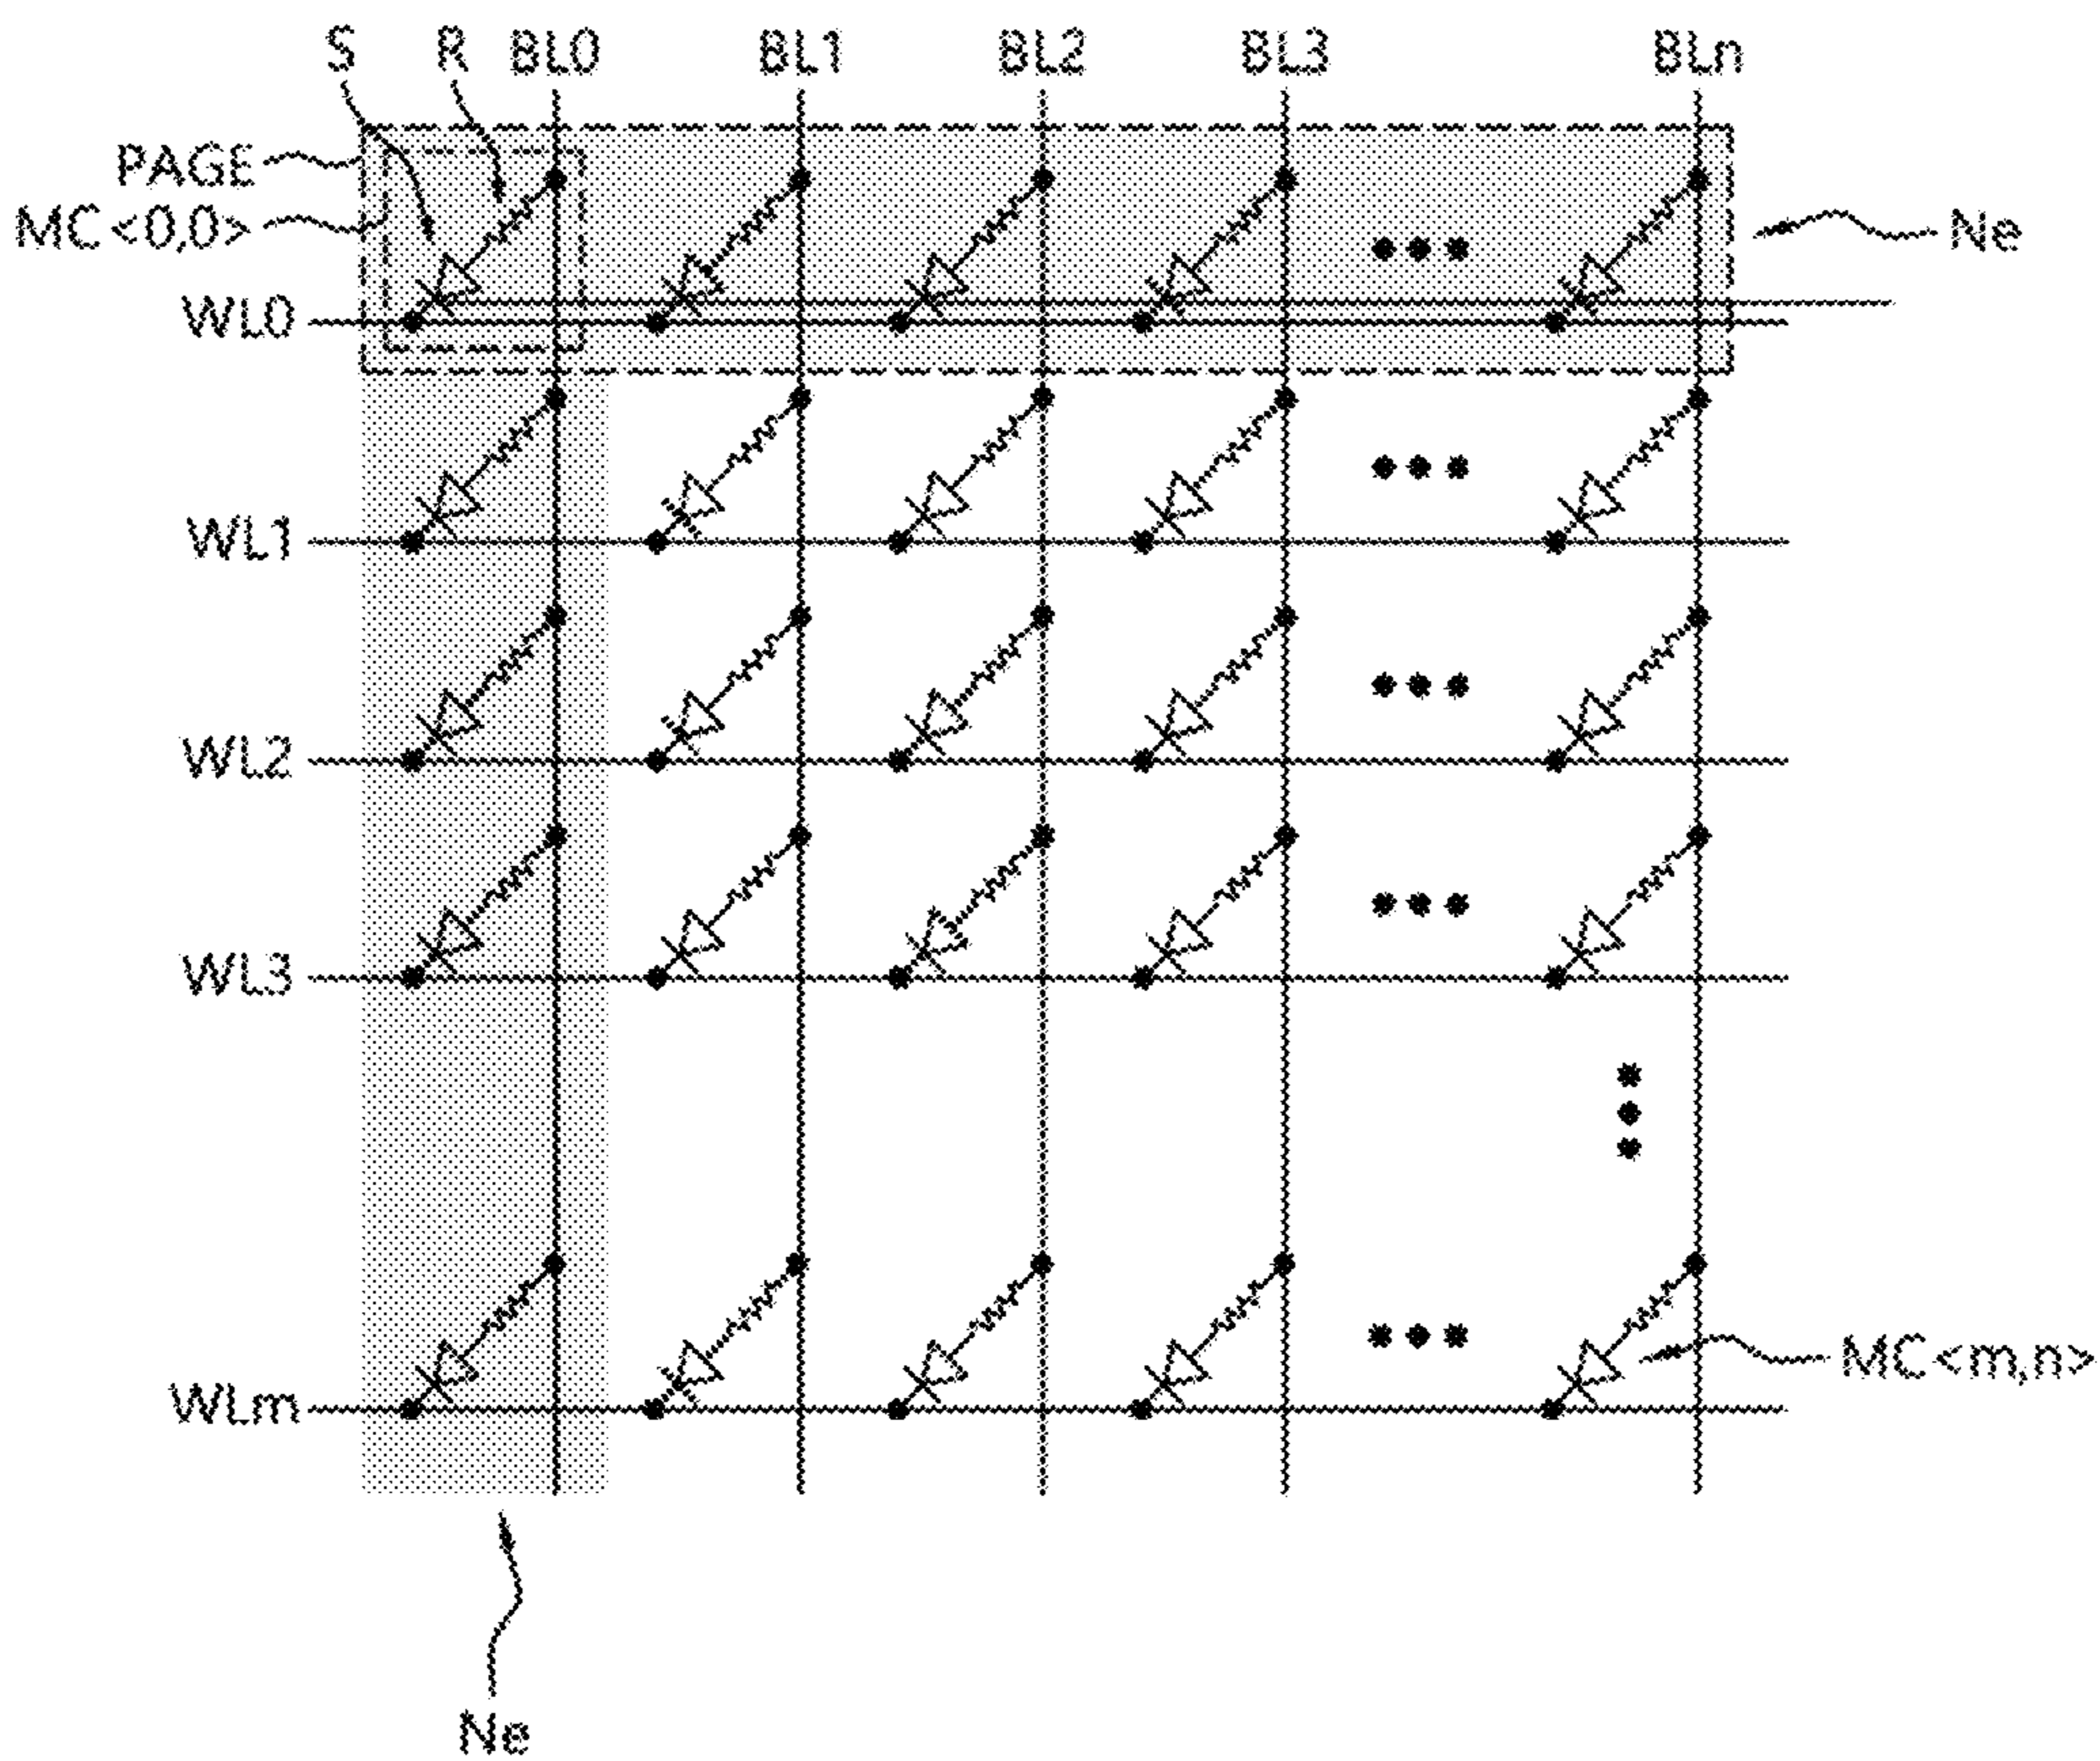 S R BL0 BL1 BL2 BL3 BLn
PAGE
MC<0,0>
Ne
WL0
WL1
WL2
WL3
MC<m,n>
WLm
Ne